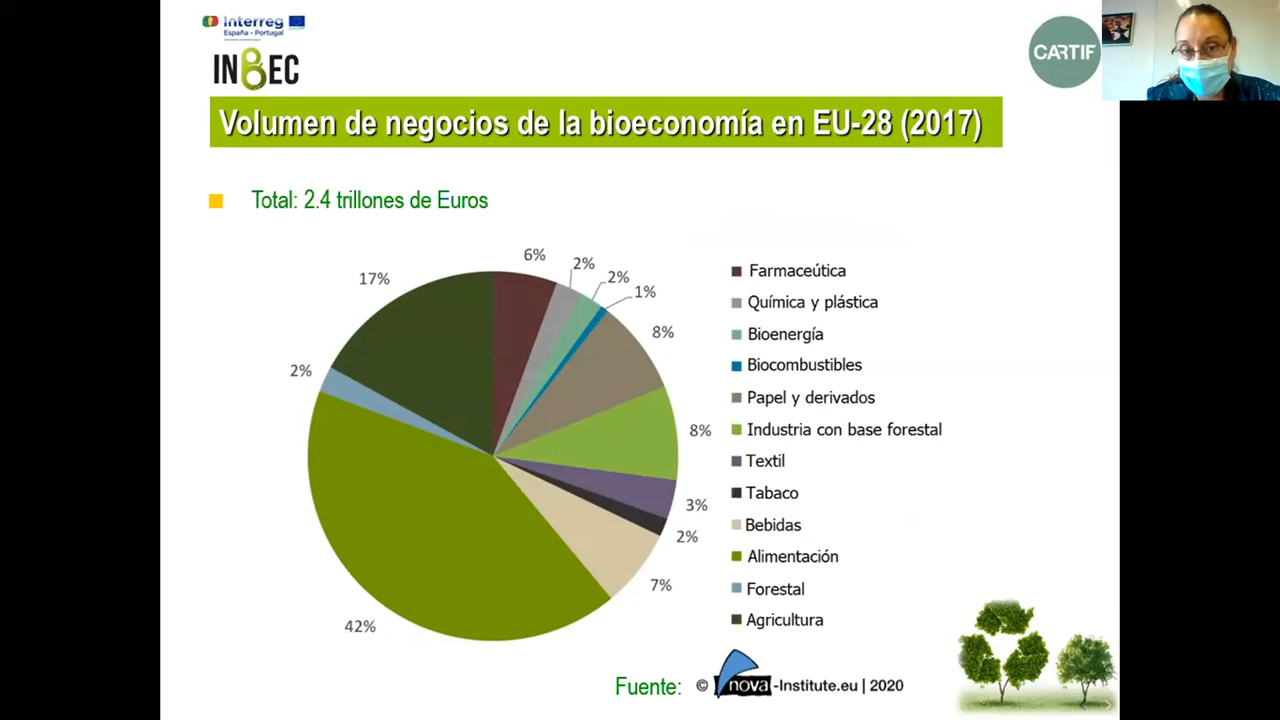 Interreg
España - Portugal
INBEC
CARTIF
Volumen de negocios de la bioeconomía en EU-28 (2017)
Total: 2.4 trillones de Euros
6%
2%
2%
1%
8%
8%
3%
2%
7%
42%
2%
17%
Farmaceútica
Química y plástica
Bioenergía
Biocombustibles
Papel y derivados
Industria con base forestal
Textil
Tabaco
Bebidas
Alimentación
Forestal
Agricultura
Fuente: © nova-Institute.eu | 2020